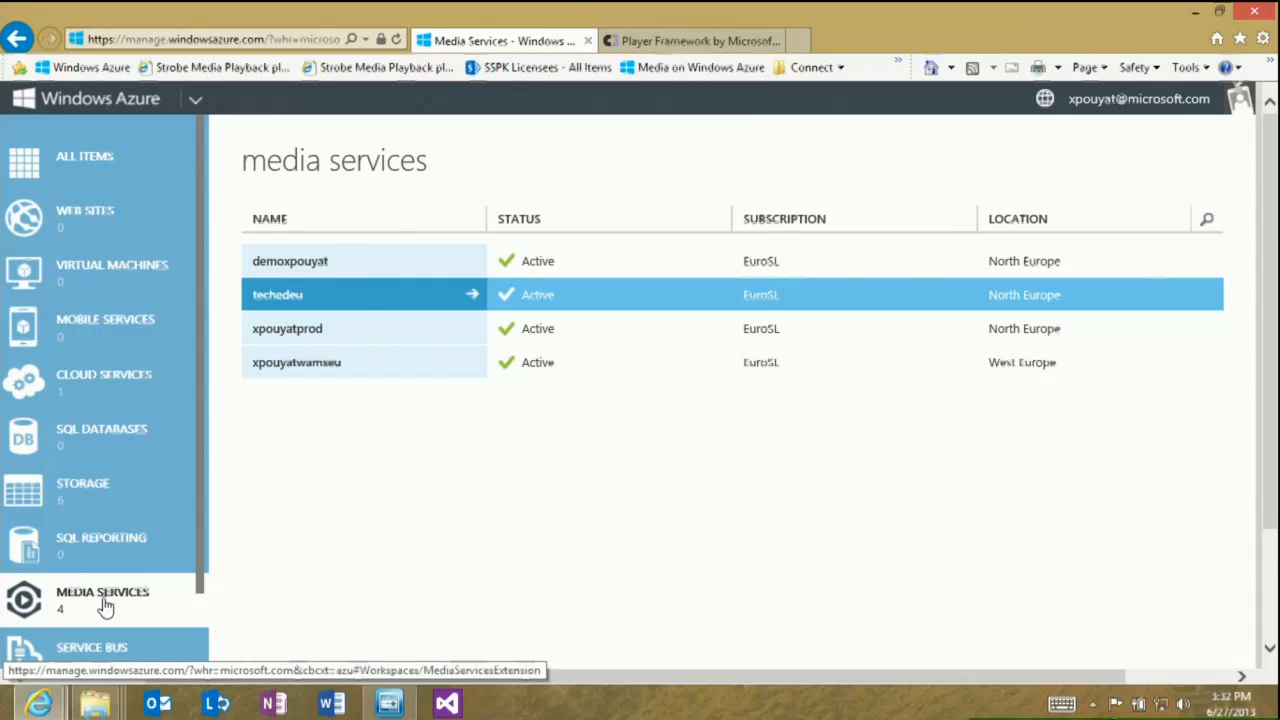 https://manage.windowsazure.com/?whr=microso
Media Services - Windows ...
Player Framework by Microsof...
Windows Azure
Strobe Media Playback pl...
Strobe Media Playback pl...
SSPK Licensees - All Items
Media on Windows Azure
Connect
Page
Safety
Tools
Windows Azure
xpouyat@microsoft.com
ALL ITEMS
WEB SITES
0
VIRTUAL MACHINES
0
MOBILE SERVICES
0
CLOUD SERVICES
1
SQL DATABASES
0
STORAGE
6
SQL REPORTING
0
MEDIA SERVICES
4
SERVICE BUS
media services
NAME STATUS SUBSCRIPTION LOCATION
demoxpouyat Active EuroSL North Europe
techedeu Active EuroSL North Europe
xpouyatprod Active EuroSL North Europe
xpouyatwamseu Active EuroSL West Europe
https://manage.windowsazure.com/?whr=microsoft.com&cbcxt=azu#Workspaces/MediaServicesExtension
3:32 PM
6/27/2013